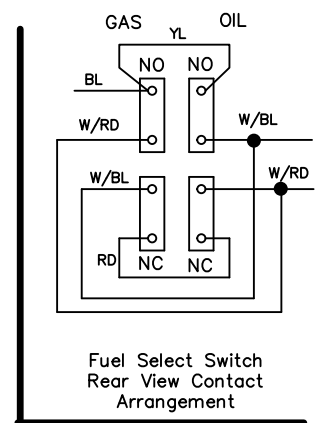 GAS OIL
YL
NO NO
BL
W/RD W/BL
W/BL W/RD
RD
NC NC
Fuel Select Switch
Rear View Contact
Arrangement